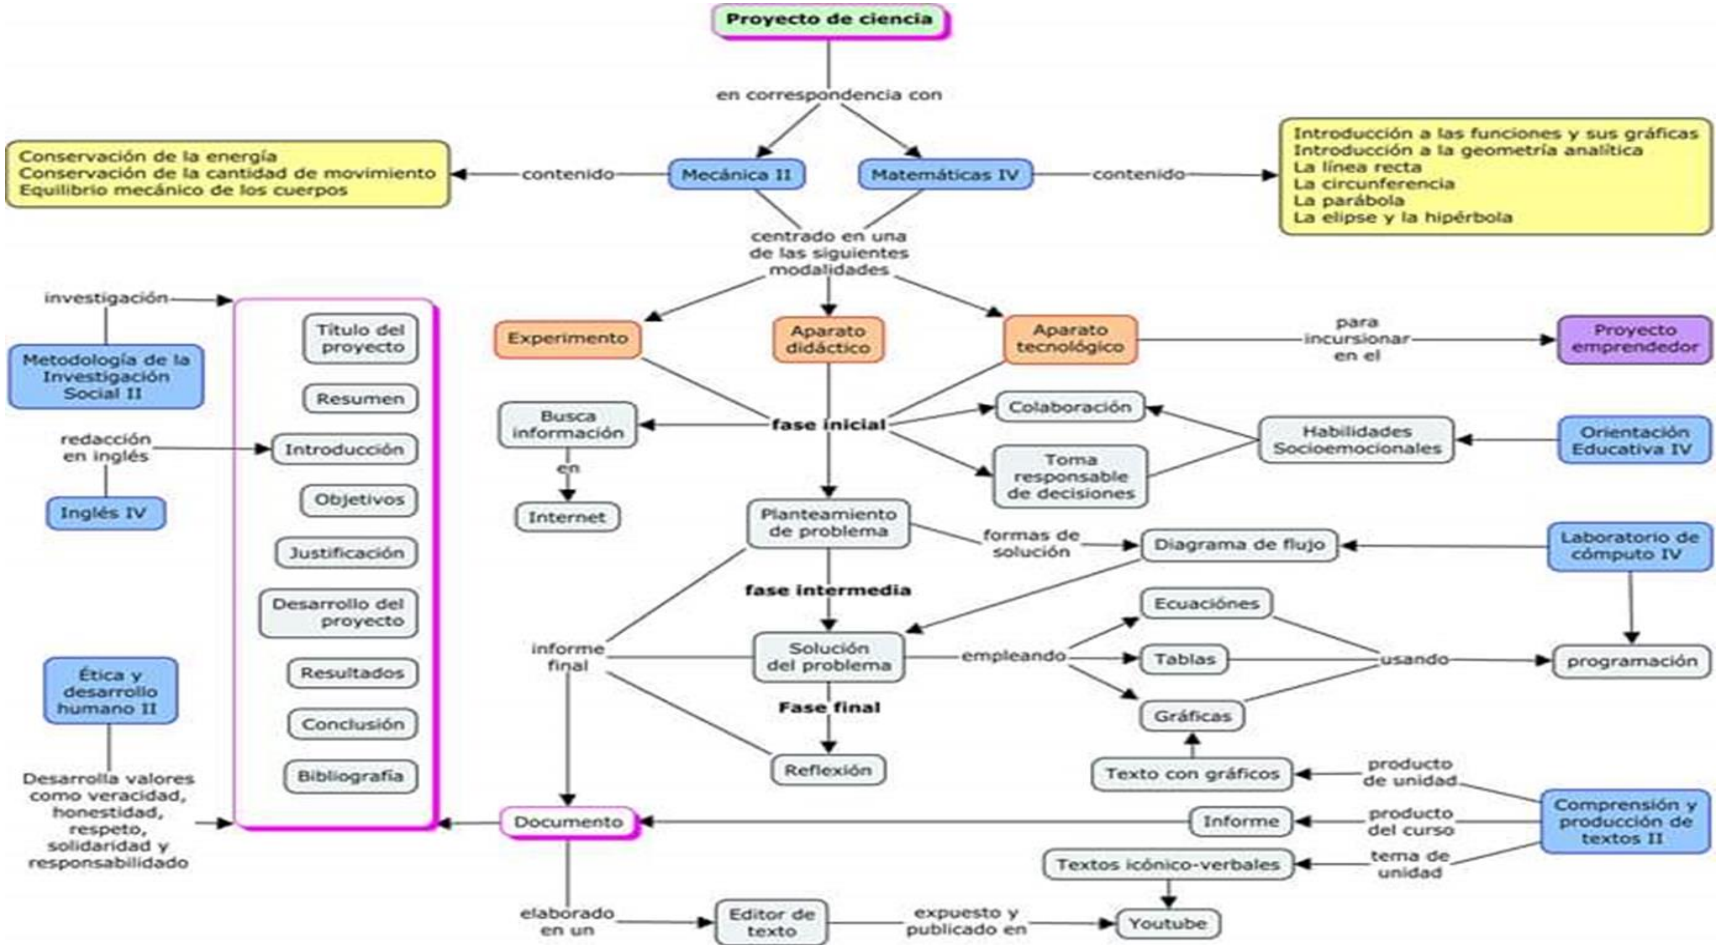 Proyecto de ciencia
en correspondencia con
Conservación de la energía
Conservación de la cantidad de movimiento
Equilibrio mecánico de los cuerpos
contenido
Mecánica II
Matemáticas IV
contenido
Introducción a las funciones y sus gráficas
Introducción a la geometría analítica
La línea recta
La circunferencia
La parábola
La elipse y la hipérbola
centrado en una
de las siguientes
modalidades
investigación
Metodología de la
Investigación
Social II
redacción
en inglés
Inglés IV
Ética y
desarrollo
humano II
Desarrolla valores
como veracidad,
honestidad,
respeto,
solidaridad y
responsabilidado
Título del
proyecto
Resumen
Introducción
Objetivos
Justificación
Desarrollo del
proyecto
Resultados
Conclusión
Bibliografía
Experimento
Aparato
didáctico
Aparato
tecnológico
para
incursionar
en el
Proyecto
emprendedor
Busca
información
en
Internet
fase inicial
Colaboración
Toma
responsable
de decisiones
Habilidades
Socioemocionales
Orientación
Educativa IV
Planteamiento
de problema
formas de
solución
Diagrama de flujo
Laboratorio de
cómputo IV
fase intermedia
informe
final
Solución
del problema
empleando
Ecuaciónes
Tablas
Gráficas
usando
programación
Fase final
Reflexión
Texto con gráficos
producto
de unidad
Documento
Informe
producto
del curso
Comprensión y
producción de
textos II
Textos icónico-verbales
tema de
unidad
elaborado
en un
Editor de
texto
expuesto y
publicado en
Youtube